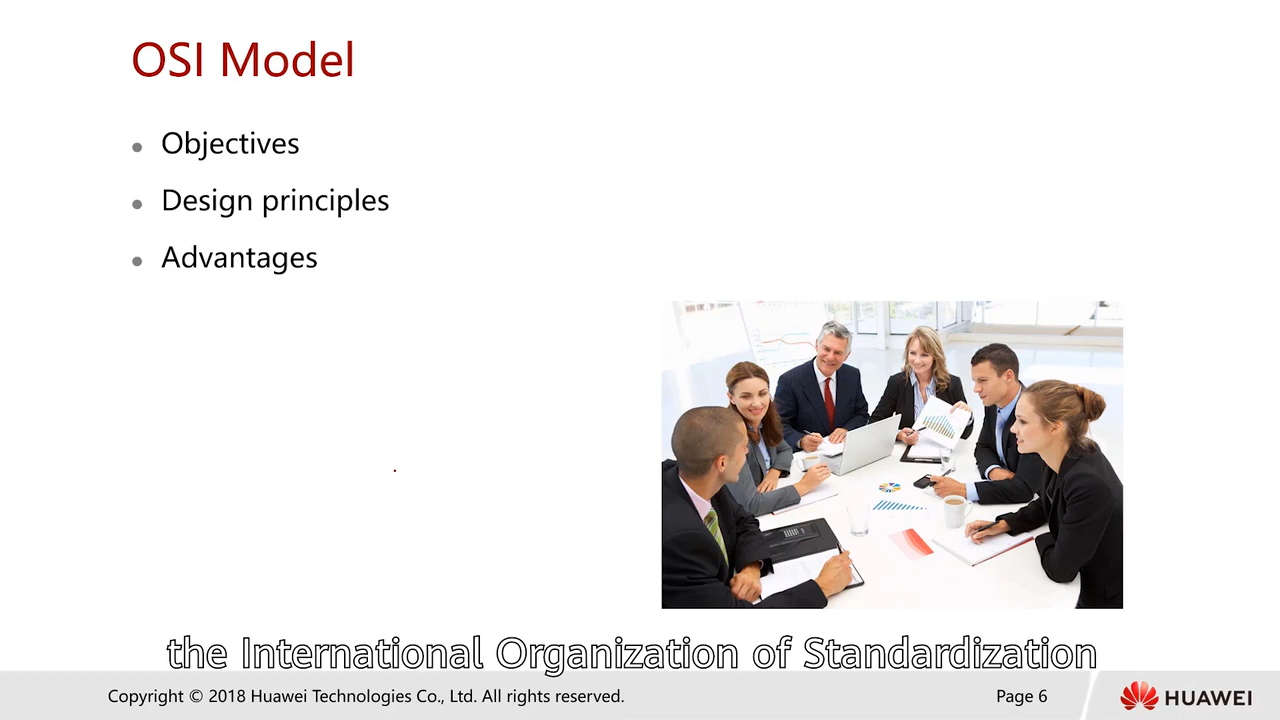 OSI Model
Objectives
Design principles
Advantages
the International Organization of Standardization
Copyright © 2018 Huawei Technologies Co., Ltd. All rights reserved.
Page 6
HUAWEI